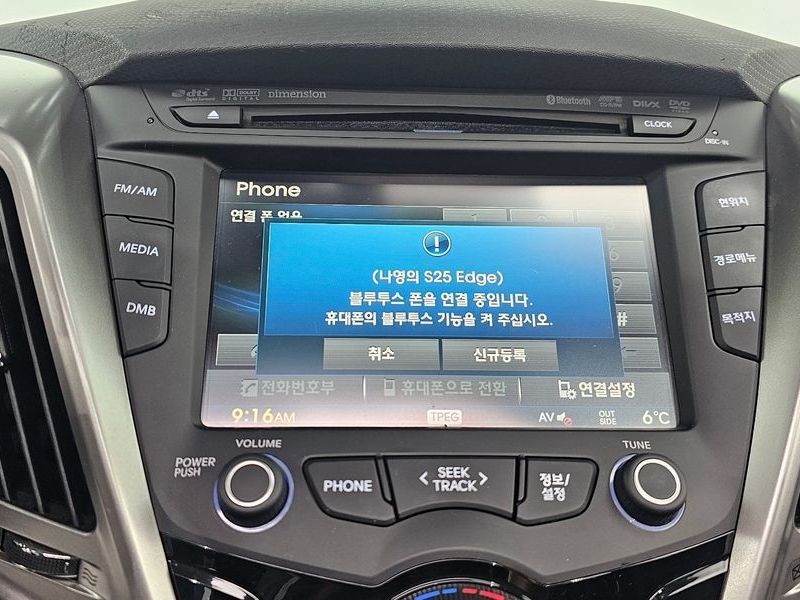 dts
Digital Surround
DOLBY
DIGITAL
Dimension
Bluetooth
DIVX
DVD
CLOCK
DISC-IN
FM/AM
MEDIA
DMB
현위치
경로메뉴
목적지
Phone
연결 폰 없음
!
(나영의 S25 Edge)
블루투스 폰을 연결 중입니다.
휴대폰의 블루투스 기능을 켜 주십시오.
취소
신규등록
6
9
#
전화번호부
휴대폰으로 전환
연결설정
9:16AM
TPEG
AV
OUT
SIDE
6°C
VOLUME
POWER
PUSH
PHONE
SEEK
TRACK
정보/
설정
TUNE